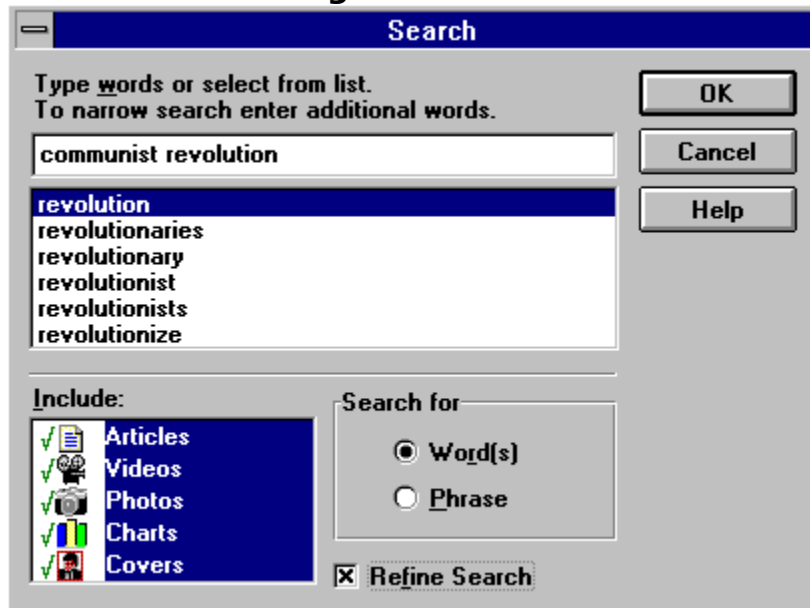 Search
Type words or select from list.
To narrow search enter additional words.
communist revolution
revolution
revolutionaries
revolutionary
revolutionist
revolutionists
revolutionize
OK
Cancel
Help
Include:
Articles
Videos
Photos
Charts
Covers
Search for
Word(s)
Phrase
Refine Search